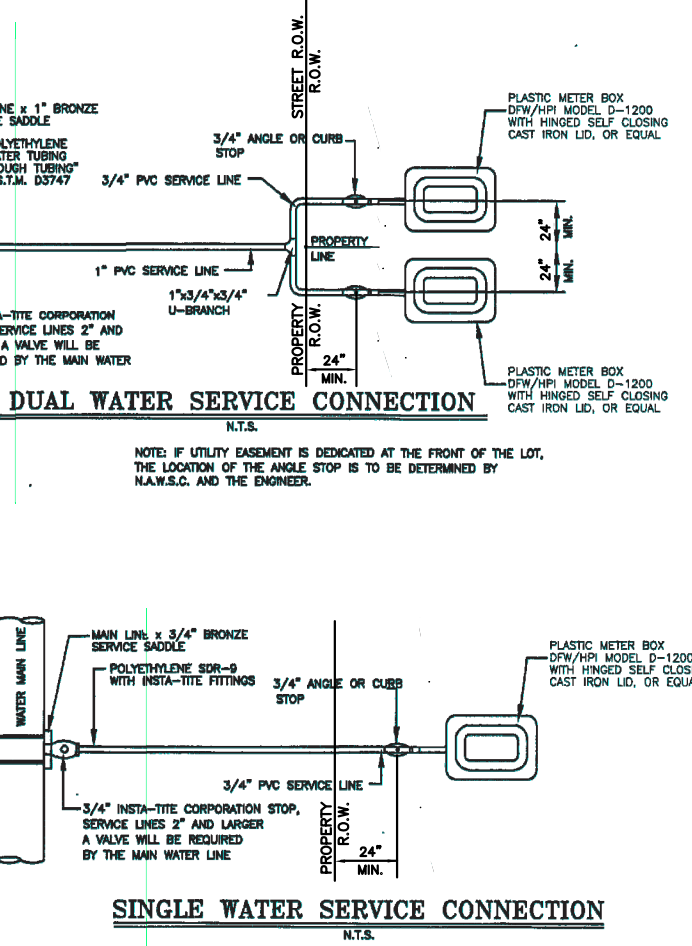 STREET R.O.W.
R.O.W.
x 1" BRONZE
SADDLE
TUBING
TUBING"
D3747
3/4" ANGLE OR CURB
STOP
3/4" PVC SERVICE LINE
PLASTIC METER BOX
DFW/HPI MODEL D-1200
WITH HINGED SELF CLOSING
CAST IRON LID, OR EQUAL
PROPERTY
LINE
24"
MIN.
24"
MIN.
1" PVC SERVICE LINE
1"x3/4"x3/4"
U-BRANCH
CORPORATION
LINES 2" AND
A VALVE WILL BE
BY THE MAIN WATER
PROPERTY
R.O.W.
24"
MIN.
PLASTIC METER BOX
DFW/HPI MODEL D-1200
WITH HINGED SELF CLOSING
CAST IRON LID, OR EQUAL
DUAL WATER SERVICE CONNECTION
N.T.S.
NOTE: IF UTILITY EASEMENT IS DEDICATED AT THE FRONT OF THE LOT,
THE LOCATION OF THE ANGLE STOP IS TO BE DETERMINED BY
N.A.W.S.C. AND THE ENGINEER.
WATER MAIN LINE
MAIN LINE x 3/4" BRONZE
SERVICE SADDLE
POLYETHYLENE SDR-9
WITH INSTA-TITE FITTINGS
3/4" ANGLE OR CURB
STOP
PLASTIC METER BOX
DFW/HPI MODEL D-1200
WITH HINGED SELF
CAST IRON LID, OR
3/4" PVC SERVICE LINE
3/4" INSTA-TITE CORPORATION STOP,
SERVICE LINES 2" AND LARGER
A VALVE WILL BE REQUIRED
BY THE MAIN WATER LINE
PROPERTY
R.O.W.
24"
MIN.
SINGLE WATER SERVICE CONNECTION
N.T.S.